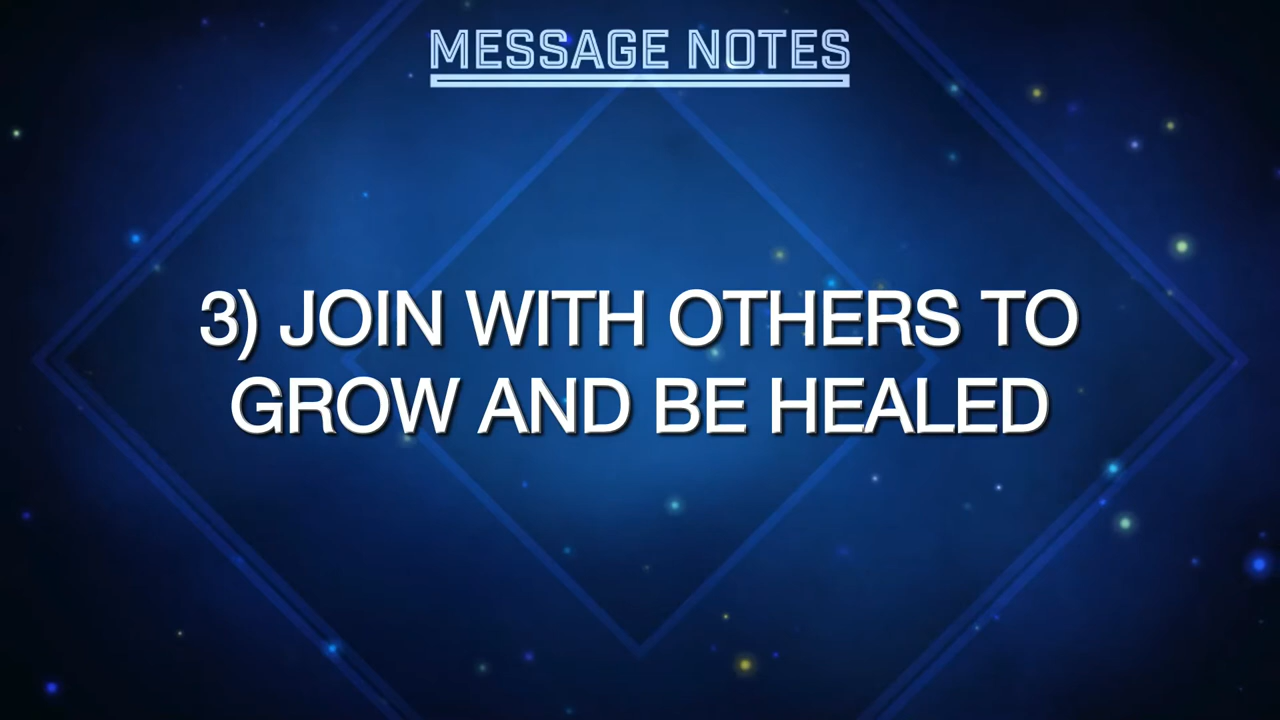 MESSAGE NOTES
3) JOIN WITH OTHERS TO
GROW AND BE HEALED